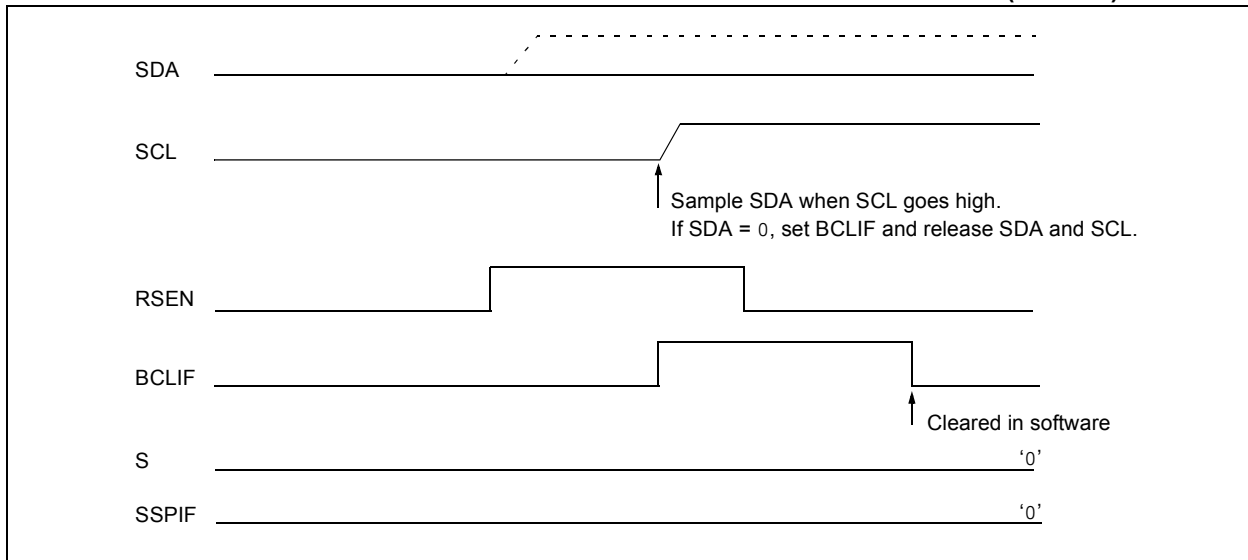 SDA
SCL
Sample SDA when SCL goes high.
If SDA = 0, set BCLIF and release SDA and SCL.
RSEN
BCLIF
Cleared in software
S
‘0’
SSPIF
‘0’